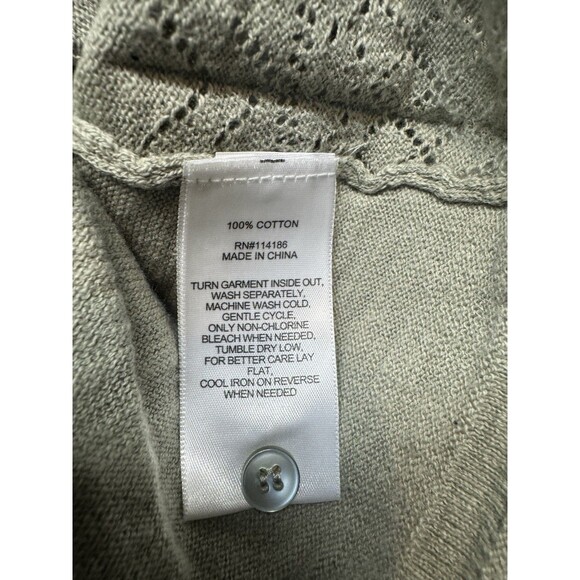 100% COTTON
RN#114186
MADE IN CHINA
TURN GARMENT INSIDE OUT,
WASH SEPARATELY,
MACHINE WASH COLD,
GENTLE CYCLE,
ONLY NON-CHLORINE
BLEACH WHEN NEEDED,
TUMBLE DRY LOW,
FOR BETTER CARE LAY
FLAT,
COOL IRON ON REVERSE
WHEN NEEDED